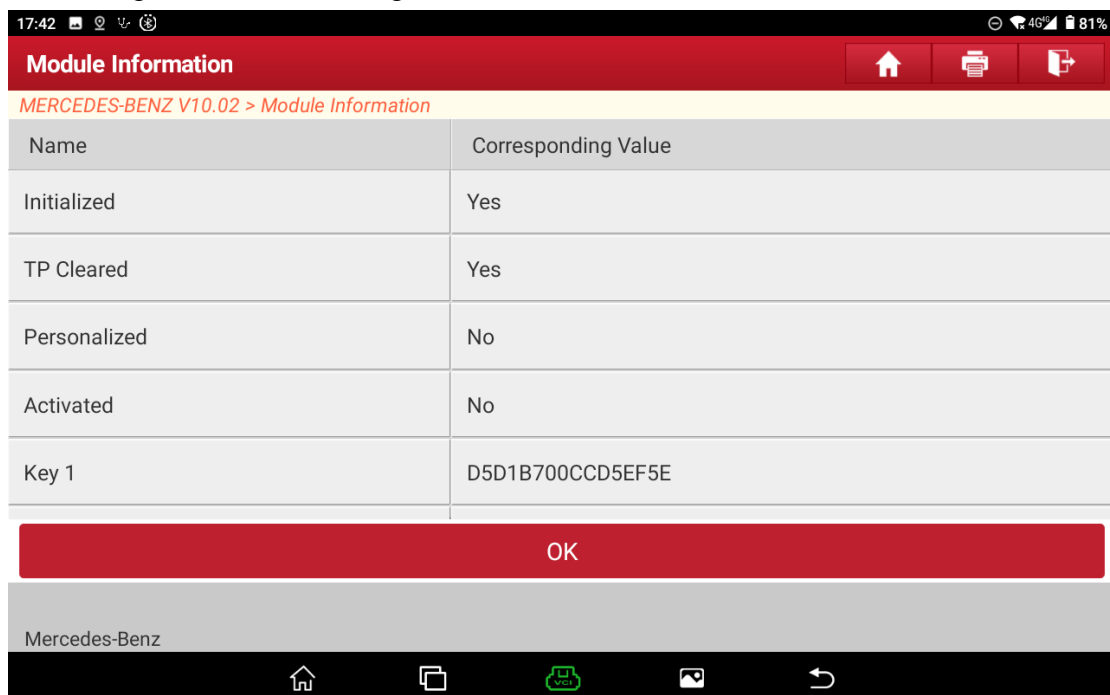 17:42 4G 4G 81%
Module Information
MERCEDES-BENZ V10.02 > Module Information
Name Corresponding Value
Initialized Yes
TP Cleared Yes
Personalized No
Activated No
Key 1 D5D1B700CCD5EF5E
OK
Mercedes-Benz
VCI